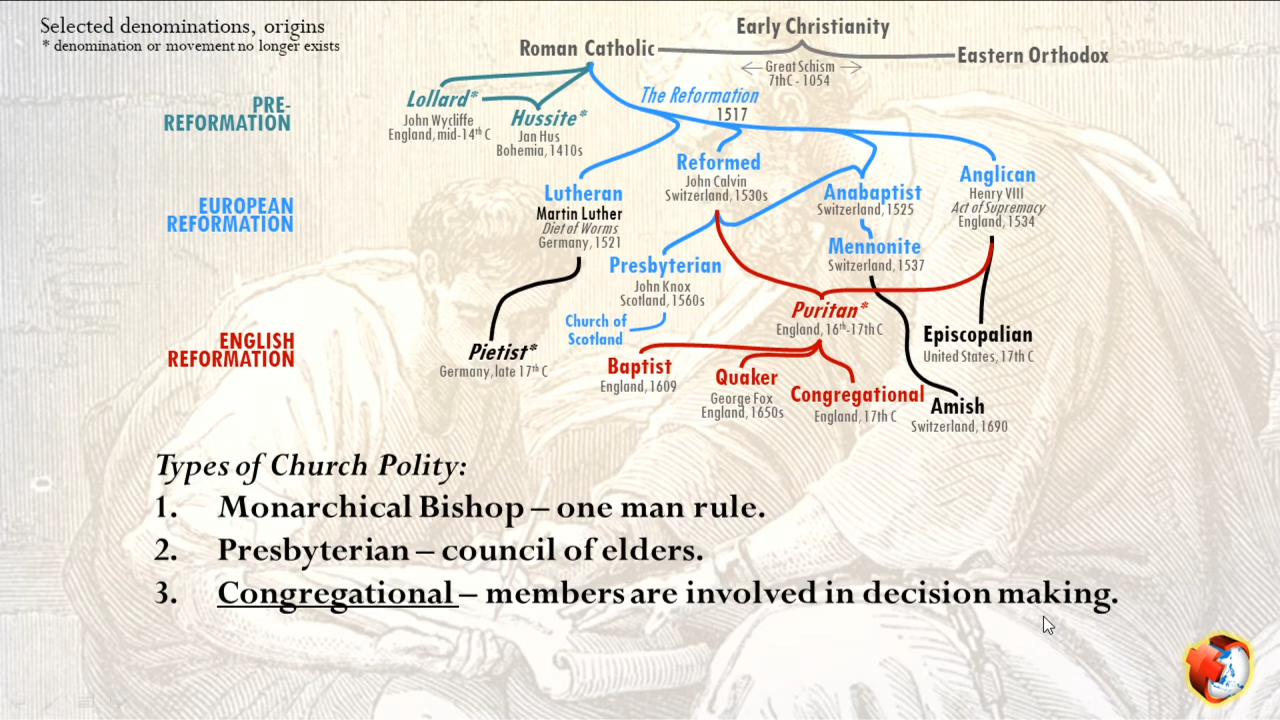 Selected denominations, origins
* denomination or movement no longer exists
Early Christianity
Roman Catholic
Eastern Orthodox
Great Schism
7thC - 1054
PRE-
REFORMATION
Lollard*
John Wycliffe
England, mid-14th C
Hussite*
Jan Hus
Bohemia, 1410s
The Reformation
1517
EUROPEAN
REFORMATION
Lutheran
Martin Luther
Diet of Worms
Germany, 1521
Reformed
John Calvin
Switzerland, 1530s
Anabaptist
Switzerland, 1525
Anglican
Henry VIII
Act of Supremacy
England, 1534
Mennonite
Switzerland, 1537
Presbyterian
John Knox
Scotland, 1560s
Church of
Scotland
ENGLISH
REFORMATION
Puritan*
England, 16th-17th C
Episcopalian
United States, 17th C
Pietist*
Germany, late 17th C
Baptist
England, 1609
Quaker
George Fox
England, 1650s
Congregational
England, 17th C
Amish
Switzerland, 1690
Types of Church Polity:
1. Monarchical Bishop – one man rule.
2. Presbyterian – council of elders.
3. Congregational – members are involved in decision making.